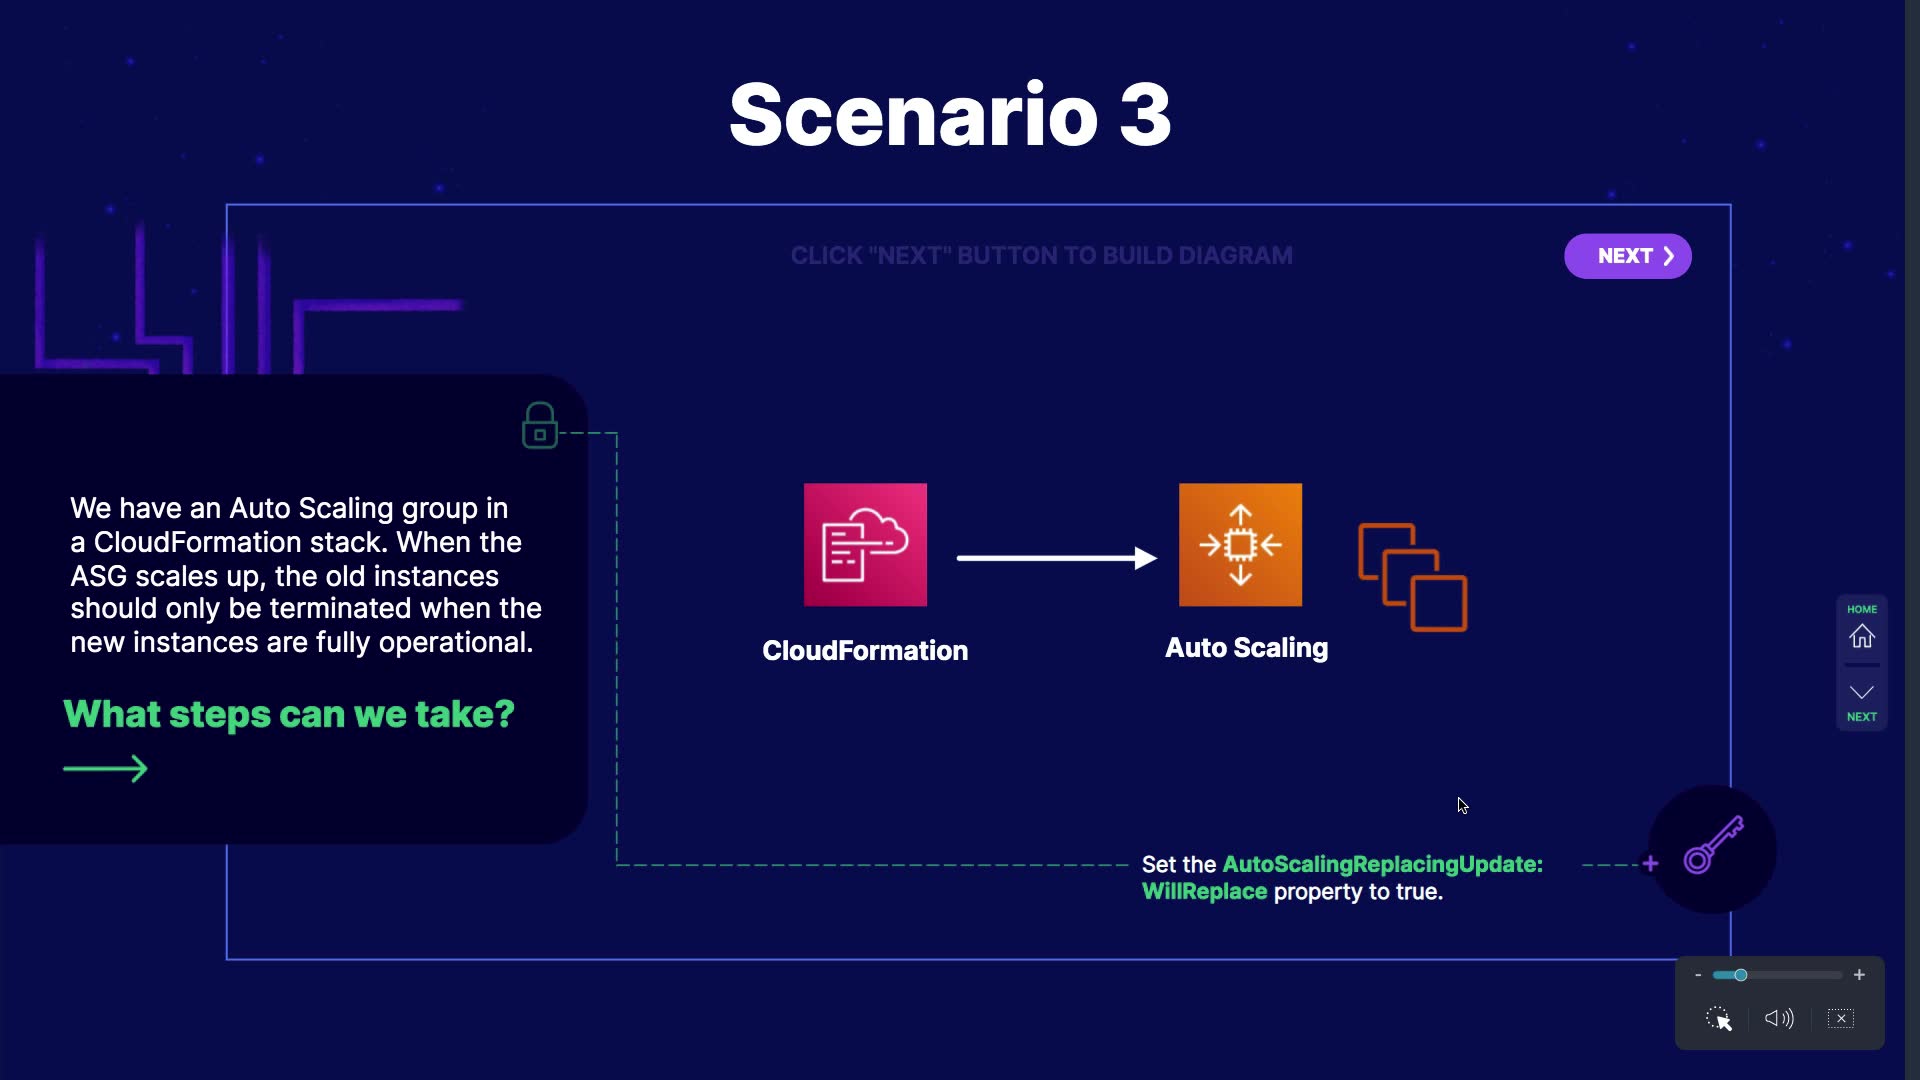 Scenario 3
CLICK "NEXT" BUTTON TO BUILD DIAGRAM
NEXT
We have an Auto Scaling group in
a CloudFormation stack. When the
ASG scales up, the old instances
should only be terminated when the
new instances are fully operational.
What steps can we take?
CloudFormation
Auto Scaling
Set the AutoScalingReplacingUpdate:
WillReplace property to true.
HOME
NEXT